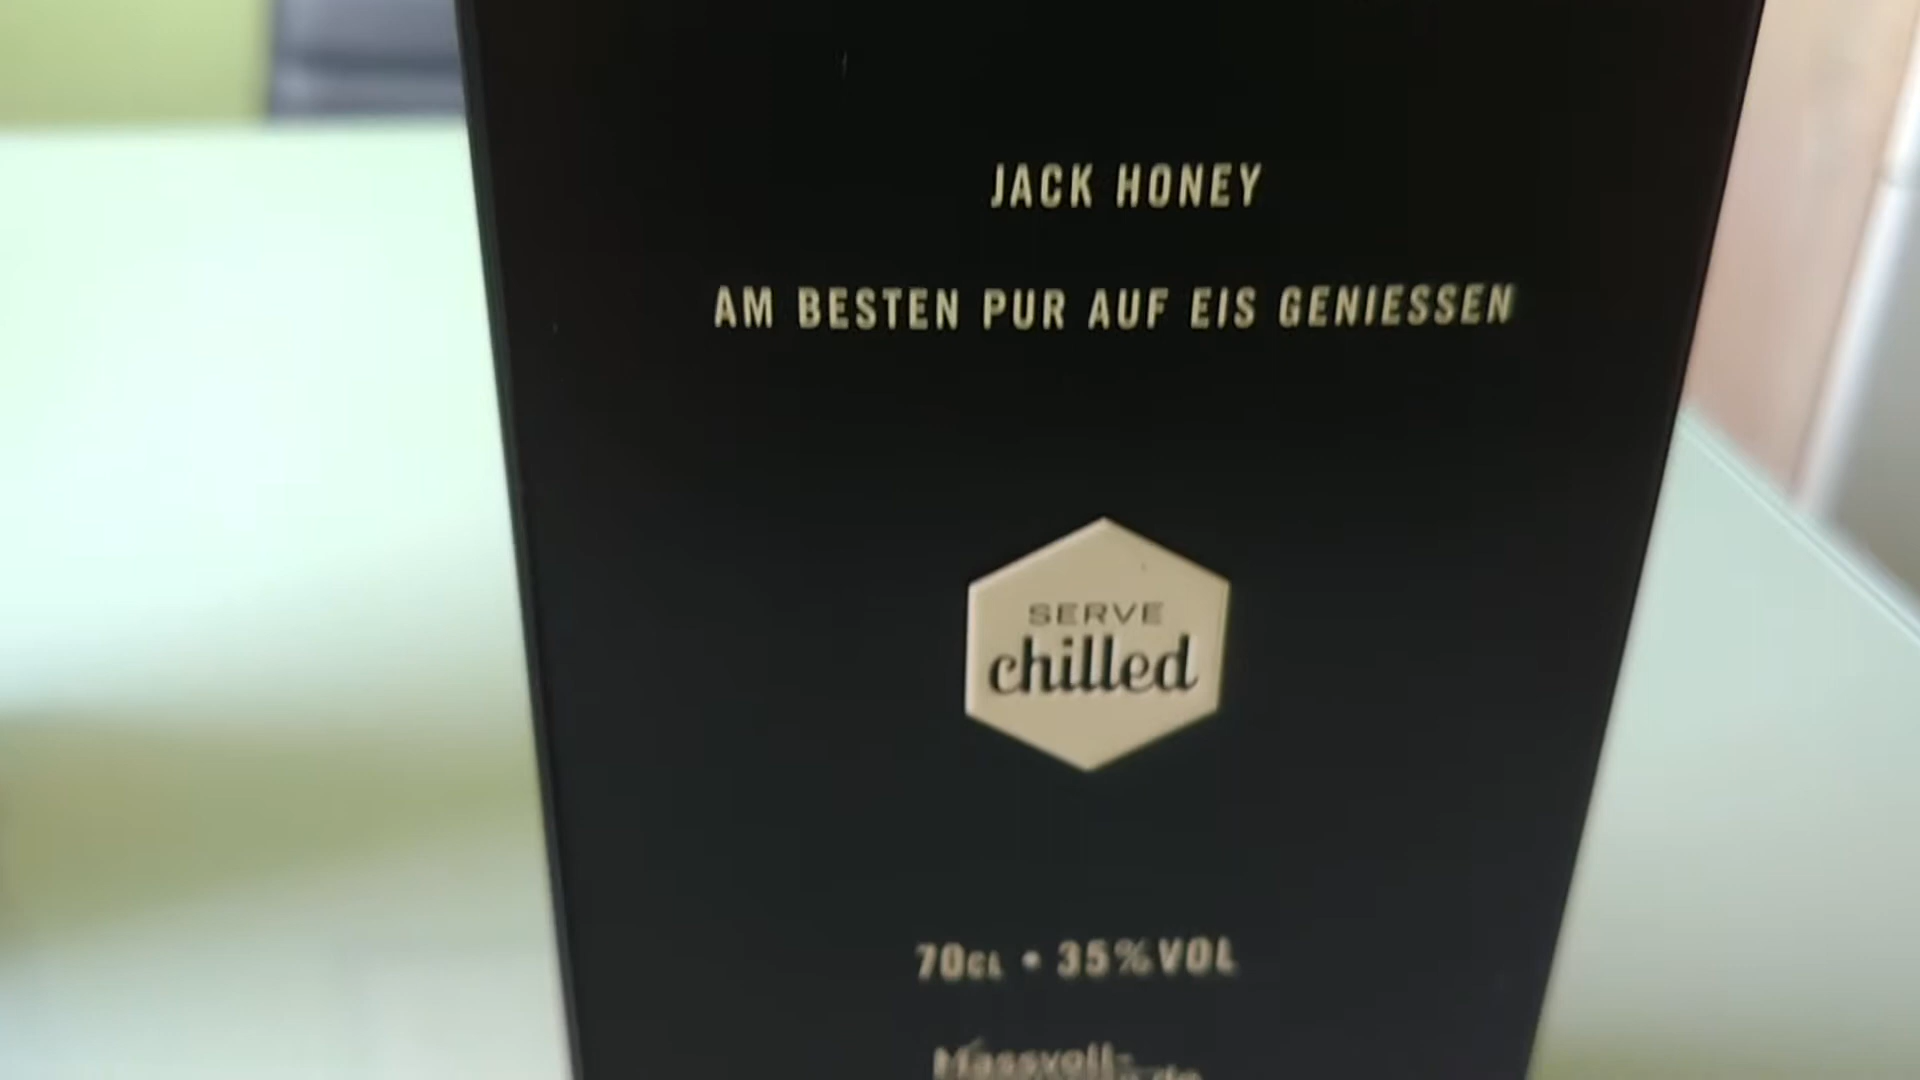 JACK HONEY
AM BESTEN PUR AUF EIS GENIESSEN
SERVE
chilled
70CL • 35%VOL